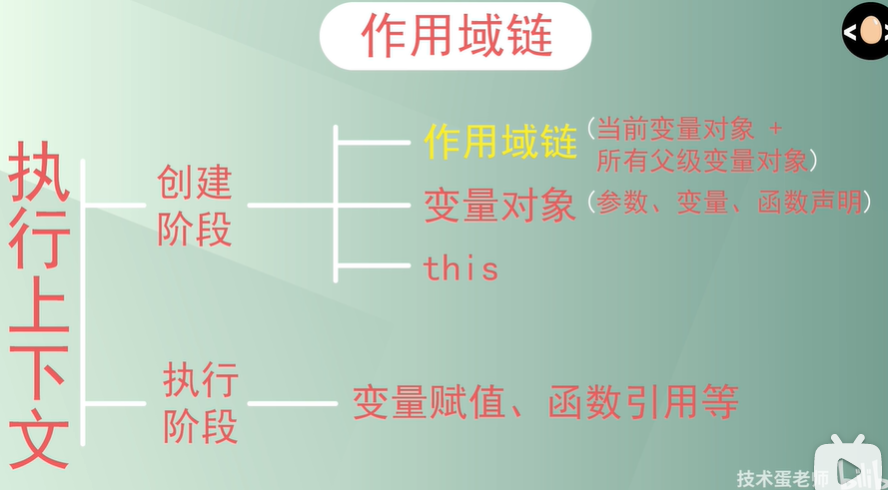 作用域链
执行上下文
创建
阶段
作用域链(当前变量对象 +
所有父级变量对象)
变量对象(参数、变量、函数声明)
this
执行
阶段
变量赋值、函数引用等
技术蛋老师